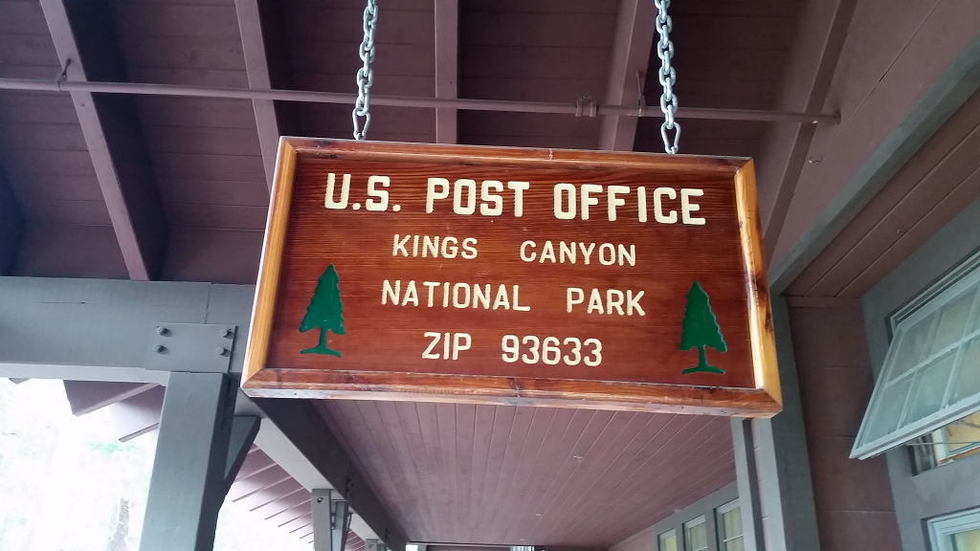 U.S. POST OFFICE
KINGS CANYON
NATIONAL PARK
ZIP 93633